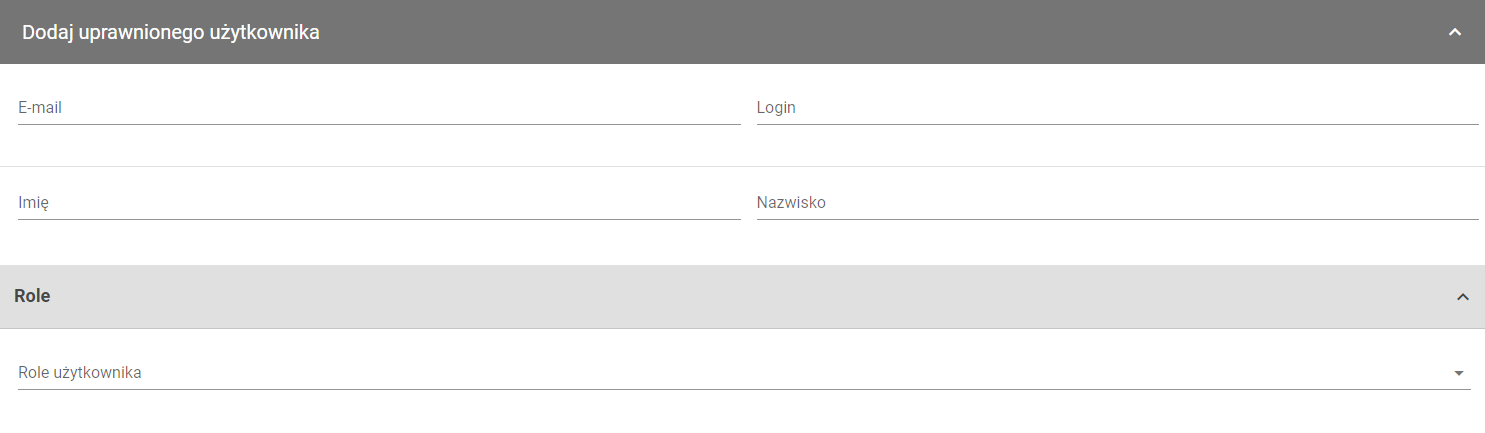 Dodaj uprawnionego użytkownika
E-mail
Login
Imię
Nazwisko
Role
Role użytkownika